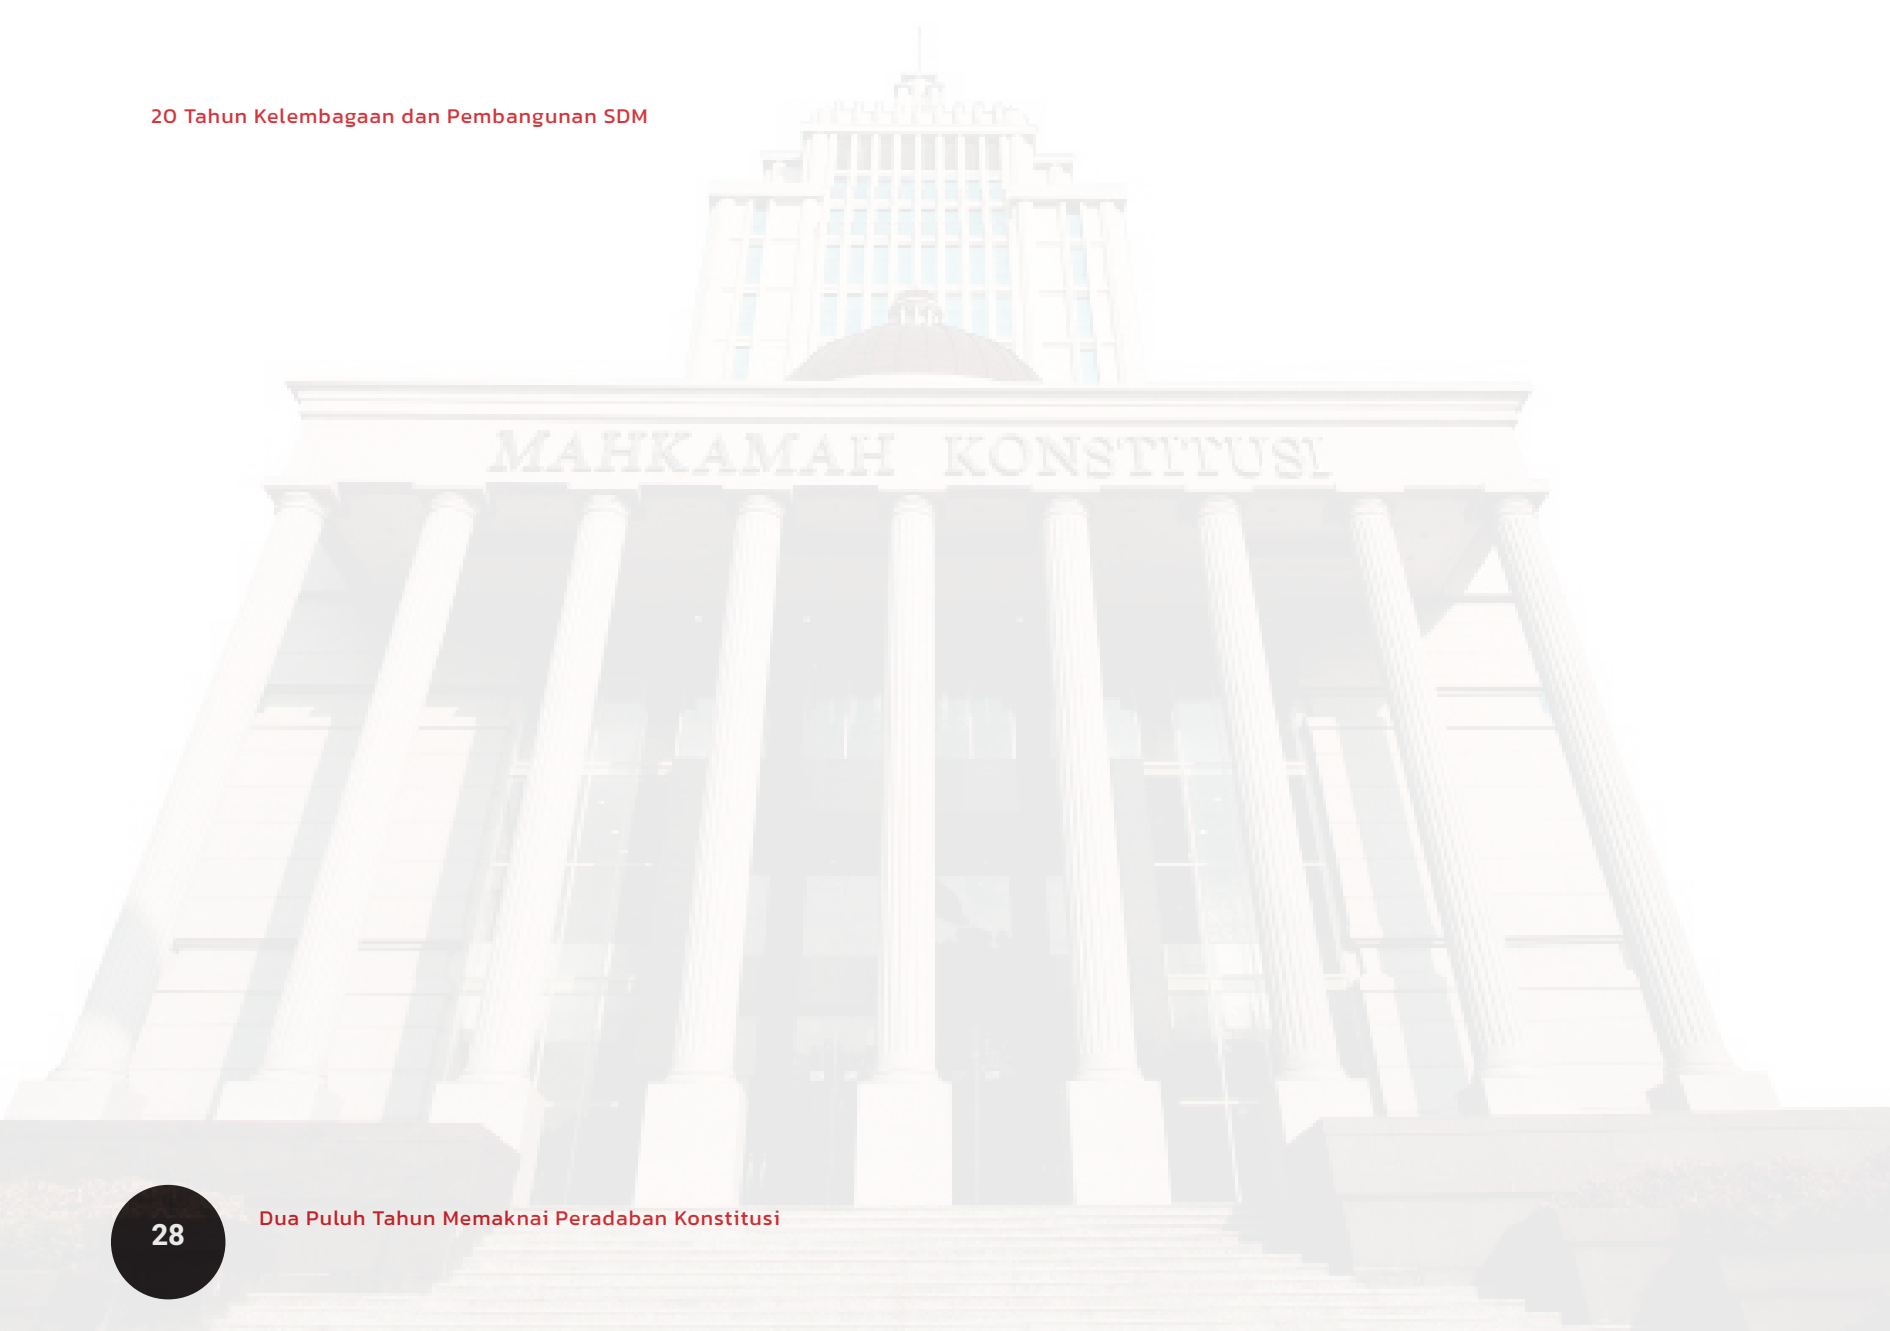 20 Tahun Kelembagaan dan Pembangunan SDM
MAHKAMAH KONSTITUSI
28
Dua Puluh Tahun Memaknai Peradaban Konstitusi